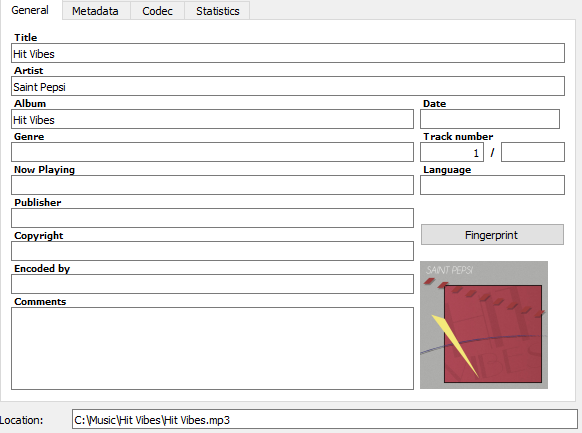 General Metadata Codec Statistics
Title
Hit Vibes
Artist
Saint Pepsi
Album Date
Hit Vibes
Genre Track number
1 /
Now Playing Language
Publisher
Fingerprint
Copyright
Encoded by
SAINT PEPSI
Comments
Location: C:\Music\Hit Vibes\Hit Vibes.mp3